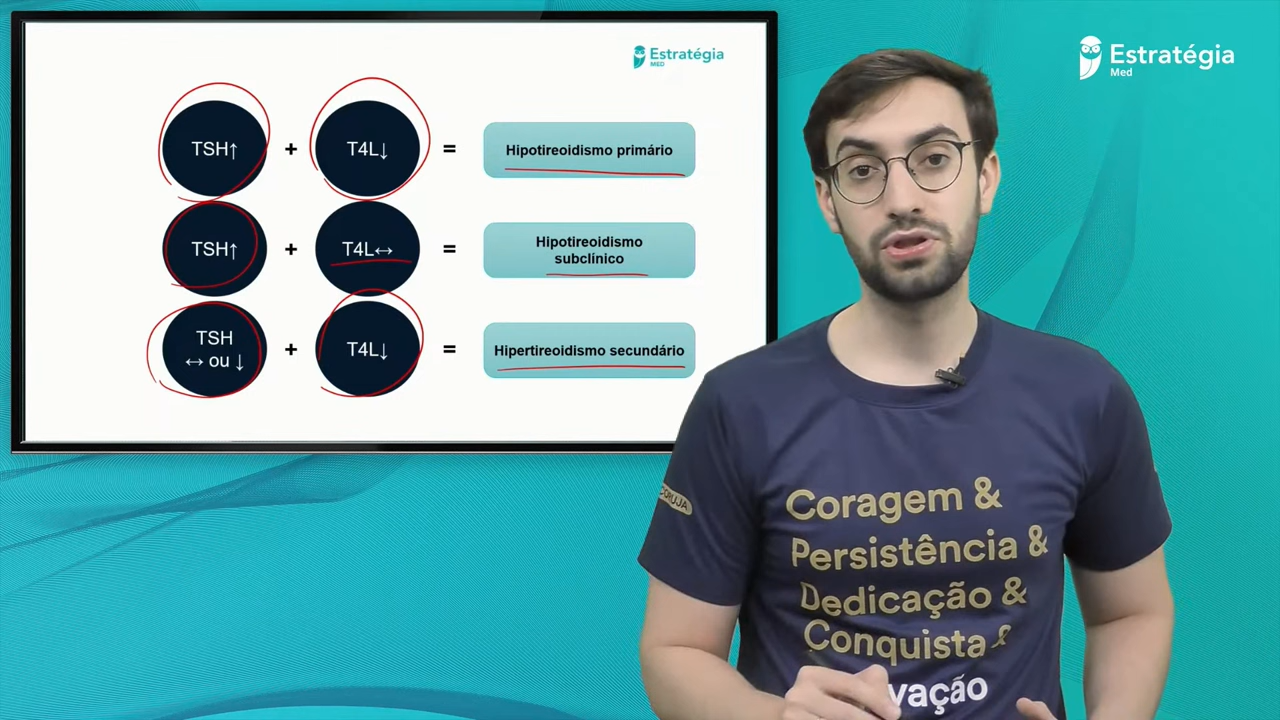 Estratégia
MED
TSH↑ + T4L↓ = Hipotireoidismo primário
TSH↑ + T4L↔ = Hipotireoidismo
subclínico
TSH
↔ ou ↓ + T4L↓ = Hipertireoidismo secundário
Estratégia
Med
CORUJA
Coragem &
Persistência &
Dedicação &
Conquista &
vação